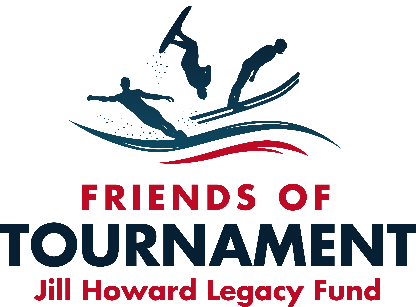 FRIENDS OF
TOURNAMENT
Jill Howard Legacy Fund